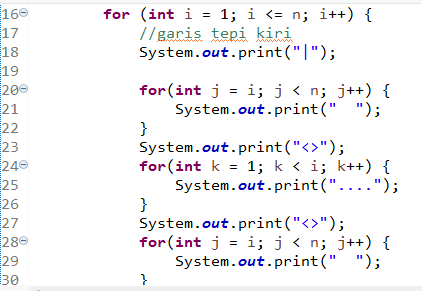 16 for (int i = 1; i <= n; i++) {
17 //garis tepi kiri
18 System.out.print("|");
19
20 for(int j = i; j < n; j++) {
21 System.out.print("  ");
22 }
23 System.out.print("<>");
24 for(int k = 1; k < i; k++) {
25 System.out.print("....");
26 }
27 System.out.print("<>");
28 for(int j = i; j < n; j++) {
29 System.out.print("  ");
30 }